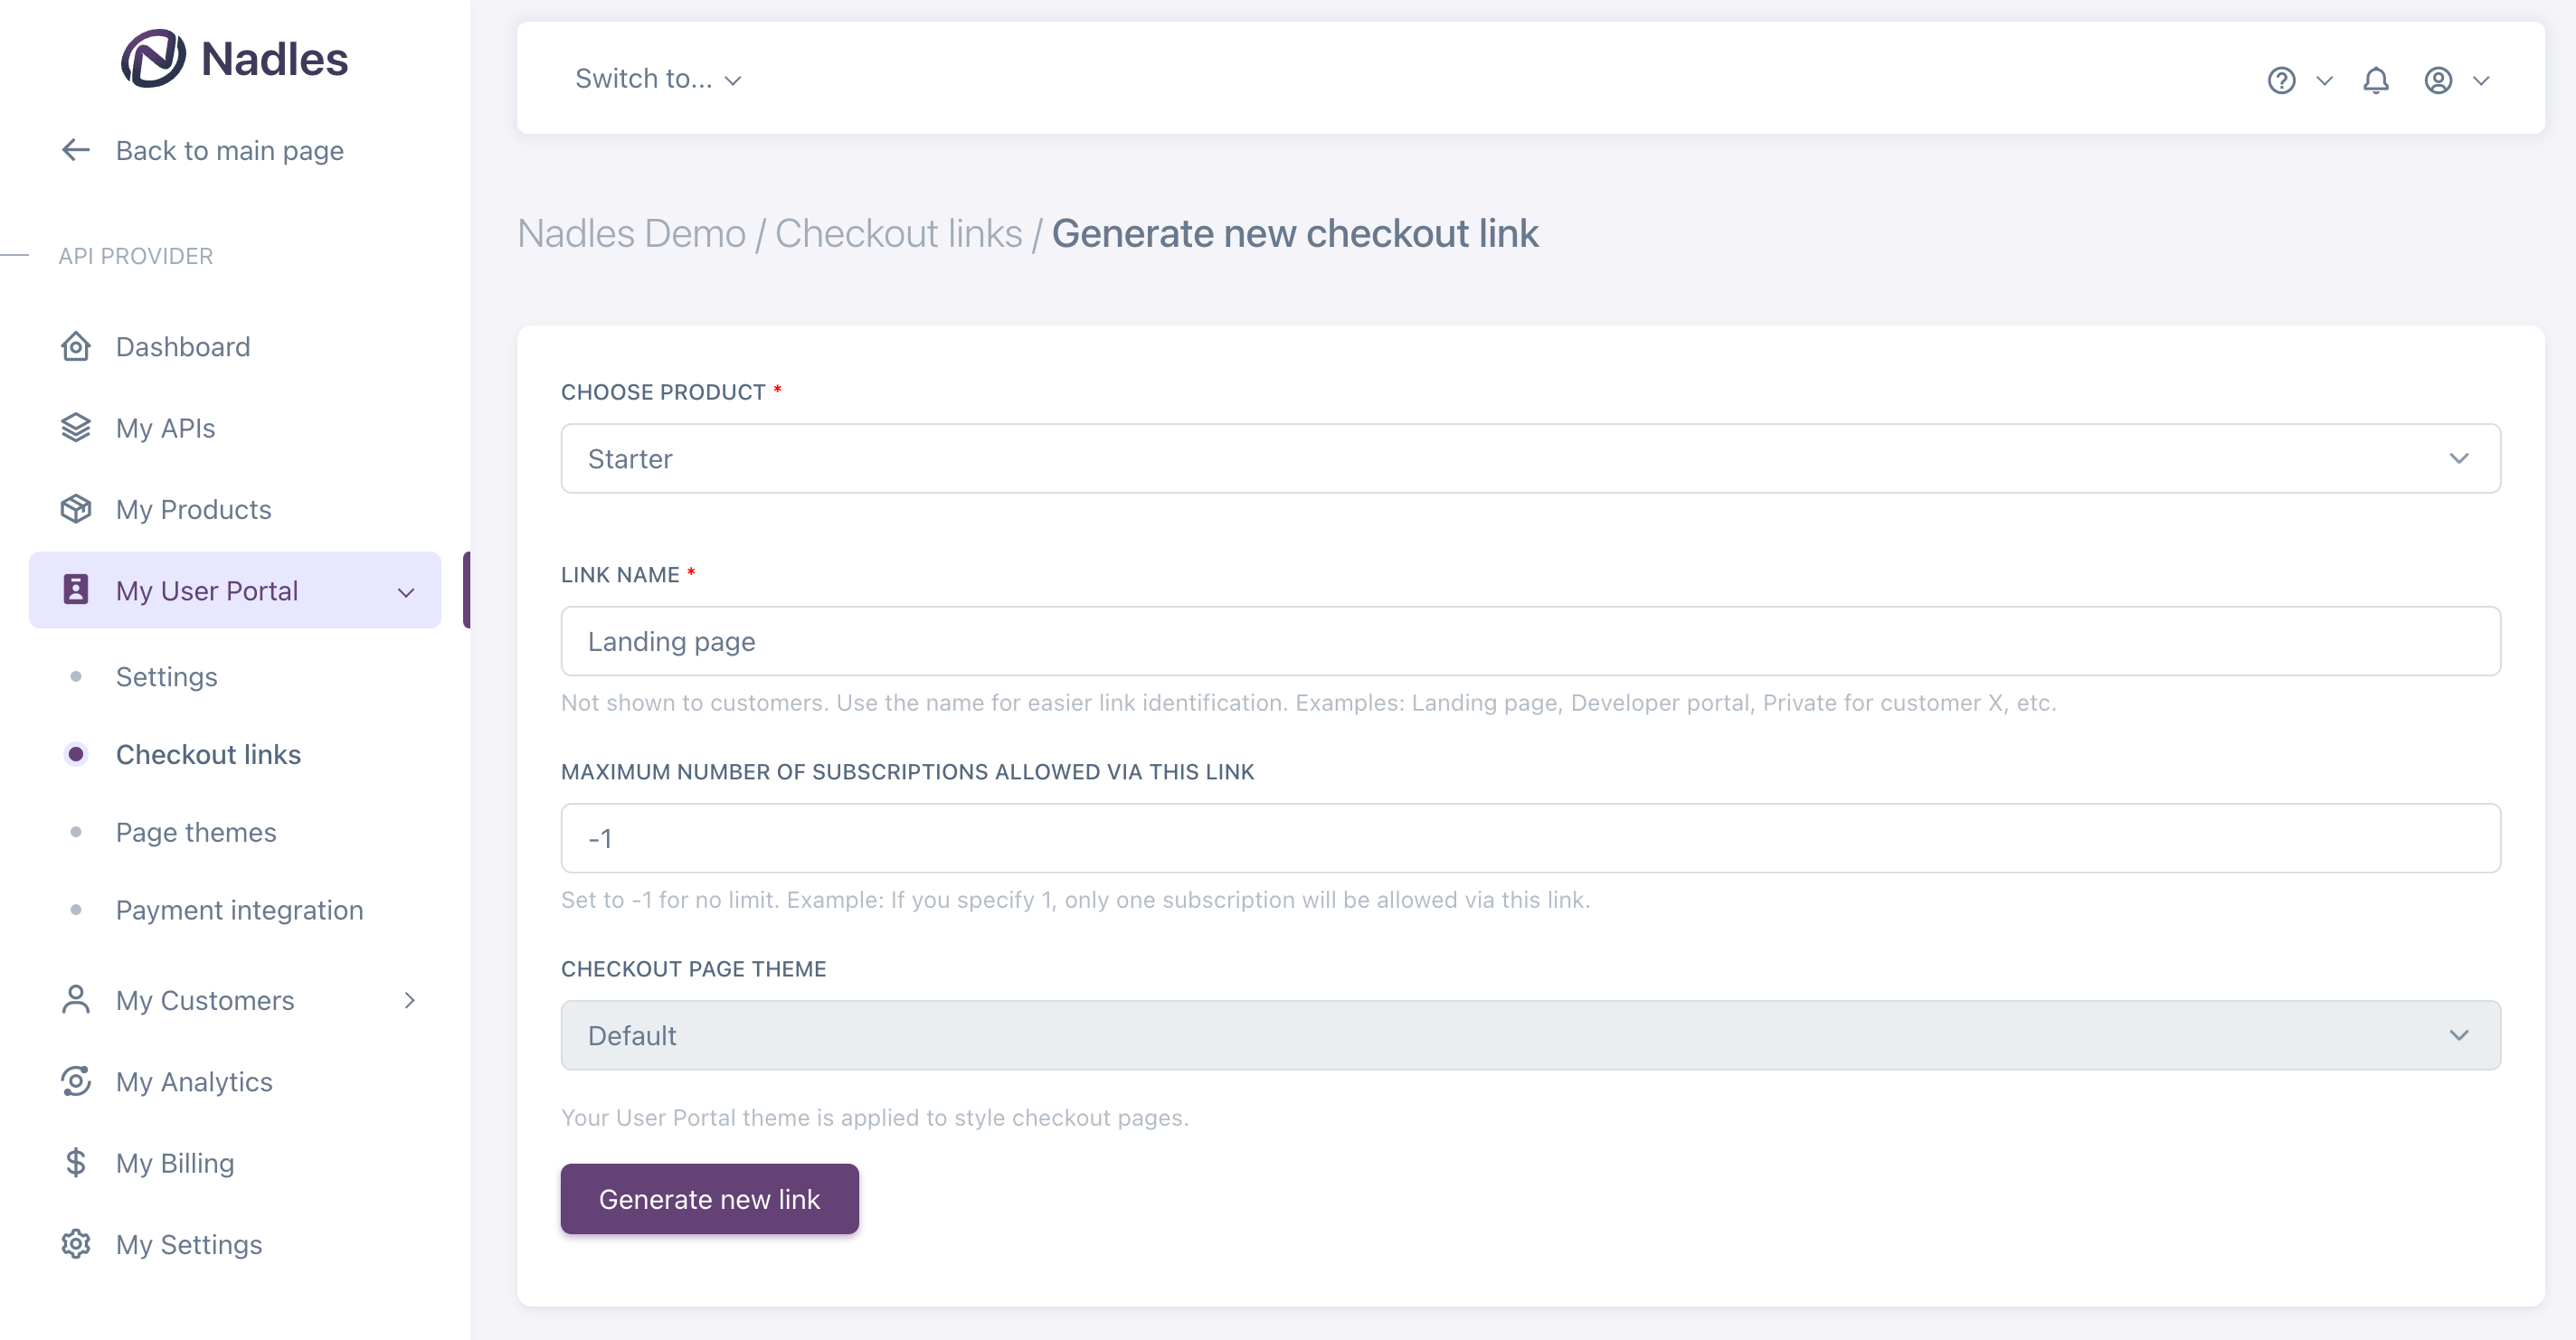 Nadles
Back to main page
API PROVIDER
Dashboard
My APIs
My Products
My User Portal
Settings
Checkout links
Page themes
Payment integration
My Customers
My Analytics
My Billing
My Settings
Switch to...
Nadles Demo / Checkout links / Generate new checkout link
CHOOSE PRODUCT *
Starter
LINK NAME *
Landing page
Not shown to customers. Use the name for easier link identification. Examples: Landing page, Developer portal, Private for customer X, etc.
MAXIMUM NUMBER OF SUBSCRIPTIONS ALLOWED VIA THIS LINK
-1
Set to -1 for no limit. Example: If you specify 1, only one subscription will be allowed via this link.
CHECKOUT PAGE THEME
Default
Your User Portal theme is applied to style checkout pages.
Generate new link